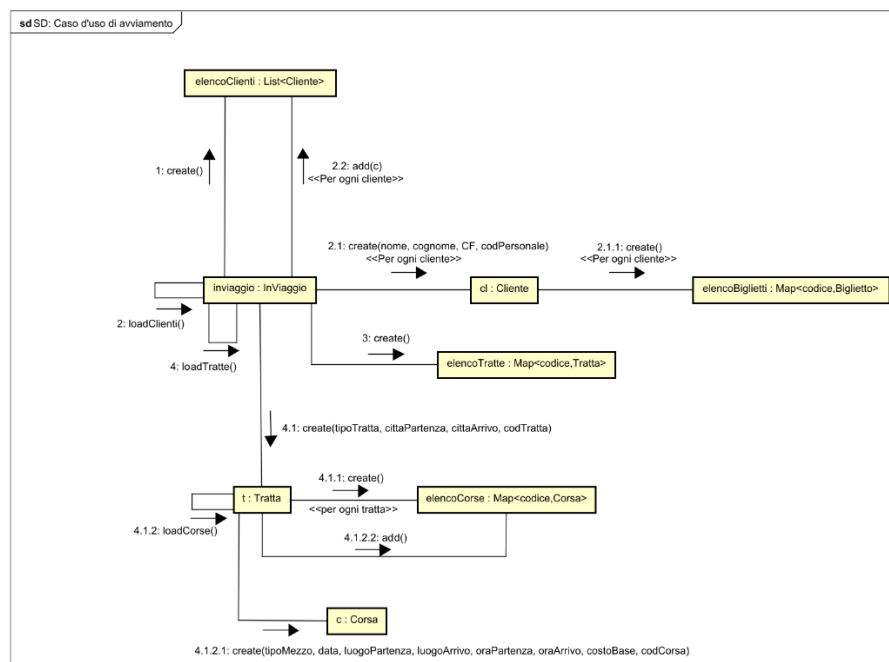 sd SD: Caso d'uso di avviamento
elencoClienti : List<Cliente>
1: create()
2.2: add(c)
<<Per ogni cliente>>
2.1: create(nome, cognome, CF, codPersonale)
<<Per ogni cliente>>
2.1.1: create()
<<Per ogni cliente>>
inviaggio : InViaggio
cl : Cliente
elencoBiglietti : Map<codice,Biglietto>
2: loadClienti()
4: loadTratte()
3: create()
elencoTratte : Map<codice,Tratta>
4.1: create(tipoTratta, cittaPartenza, cittaArrivo, codTratta)
4.1.1: create()
t : Tratta
elencoCorse : Map<codice,Corsa>
<<per ogni tratta>>
4.1.2: loadCorse()
4.1.2.2: add()
c : Corsa
4.1.2.1: create(tipoMezzo, data, luogoPartenza, luogoArrivo, oraPartenza, oraArrivo, costoBase, codCorsa)